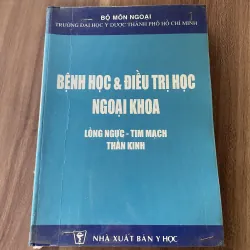 BỘ MÔN NGOẠI
TRƯỜNG ĐẠI HỌC Y DƯỢC THÀNH PHỐ HỒ CHÍ MINH
BỆNH HỌC & ĐIỀU TRỊ HỌC
NGOẠI KHOA
LỒNG NGỰC - TIM MẠCH
THẦN KINH
NHÀ XUẤT BẢN Y HỌC